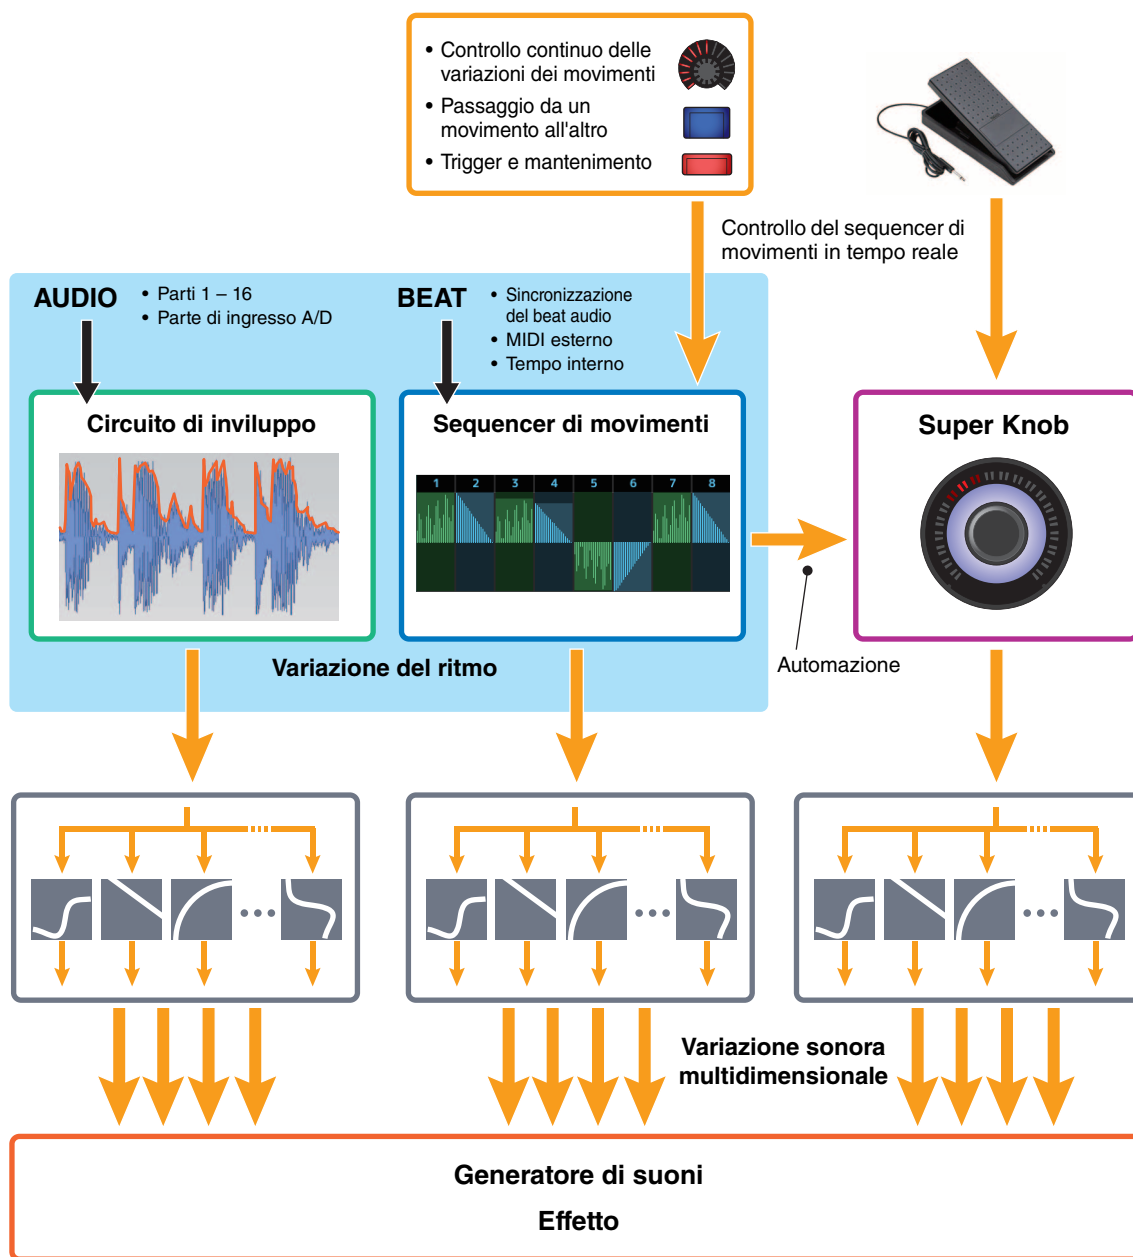 • Controllo continuo delle
variazioni dei movimenti
• Passaggio da un
movimento all'altro
• Trigger e mantenimento
Controllo del sequencer di
movimenti in tempo reale
AUDIO
• Parti 1 – 16
• Parte di ingresso A/D
BEAT
• Sincronizzazione
del beat audio
• MIDI esterno
• Tempo interno
Circuito di inviluppo
Sequencer di movimenti
1 2 3 4 5 6 7 8
Super Knob
Automazione
Variazione del ritmo
Variazione sonora
multidimensionale
Generatore di suoni
Effetto